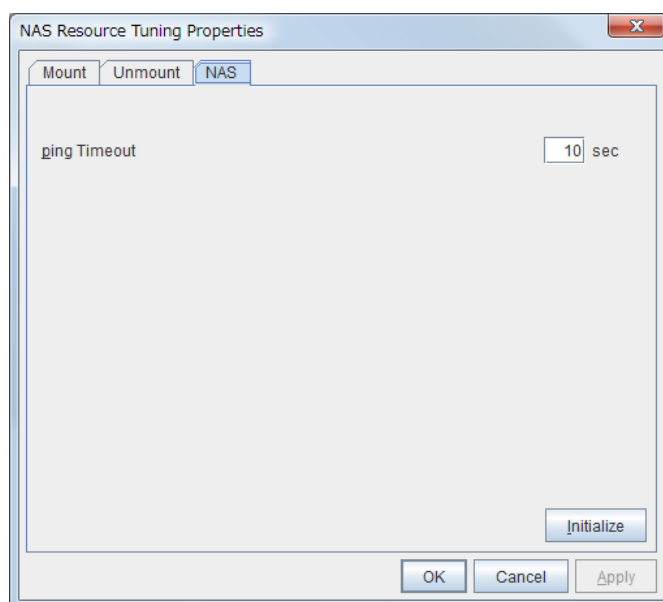 NAS Resource Tuning Properties
Mount Unmount NAS
ping Timeout 10 sec
Initialize
OK Cancel Apply